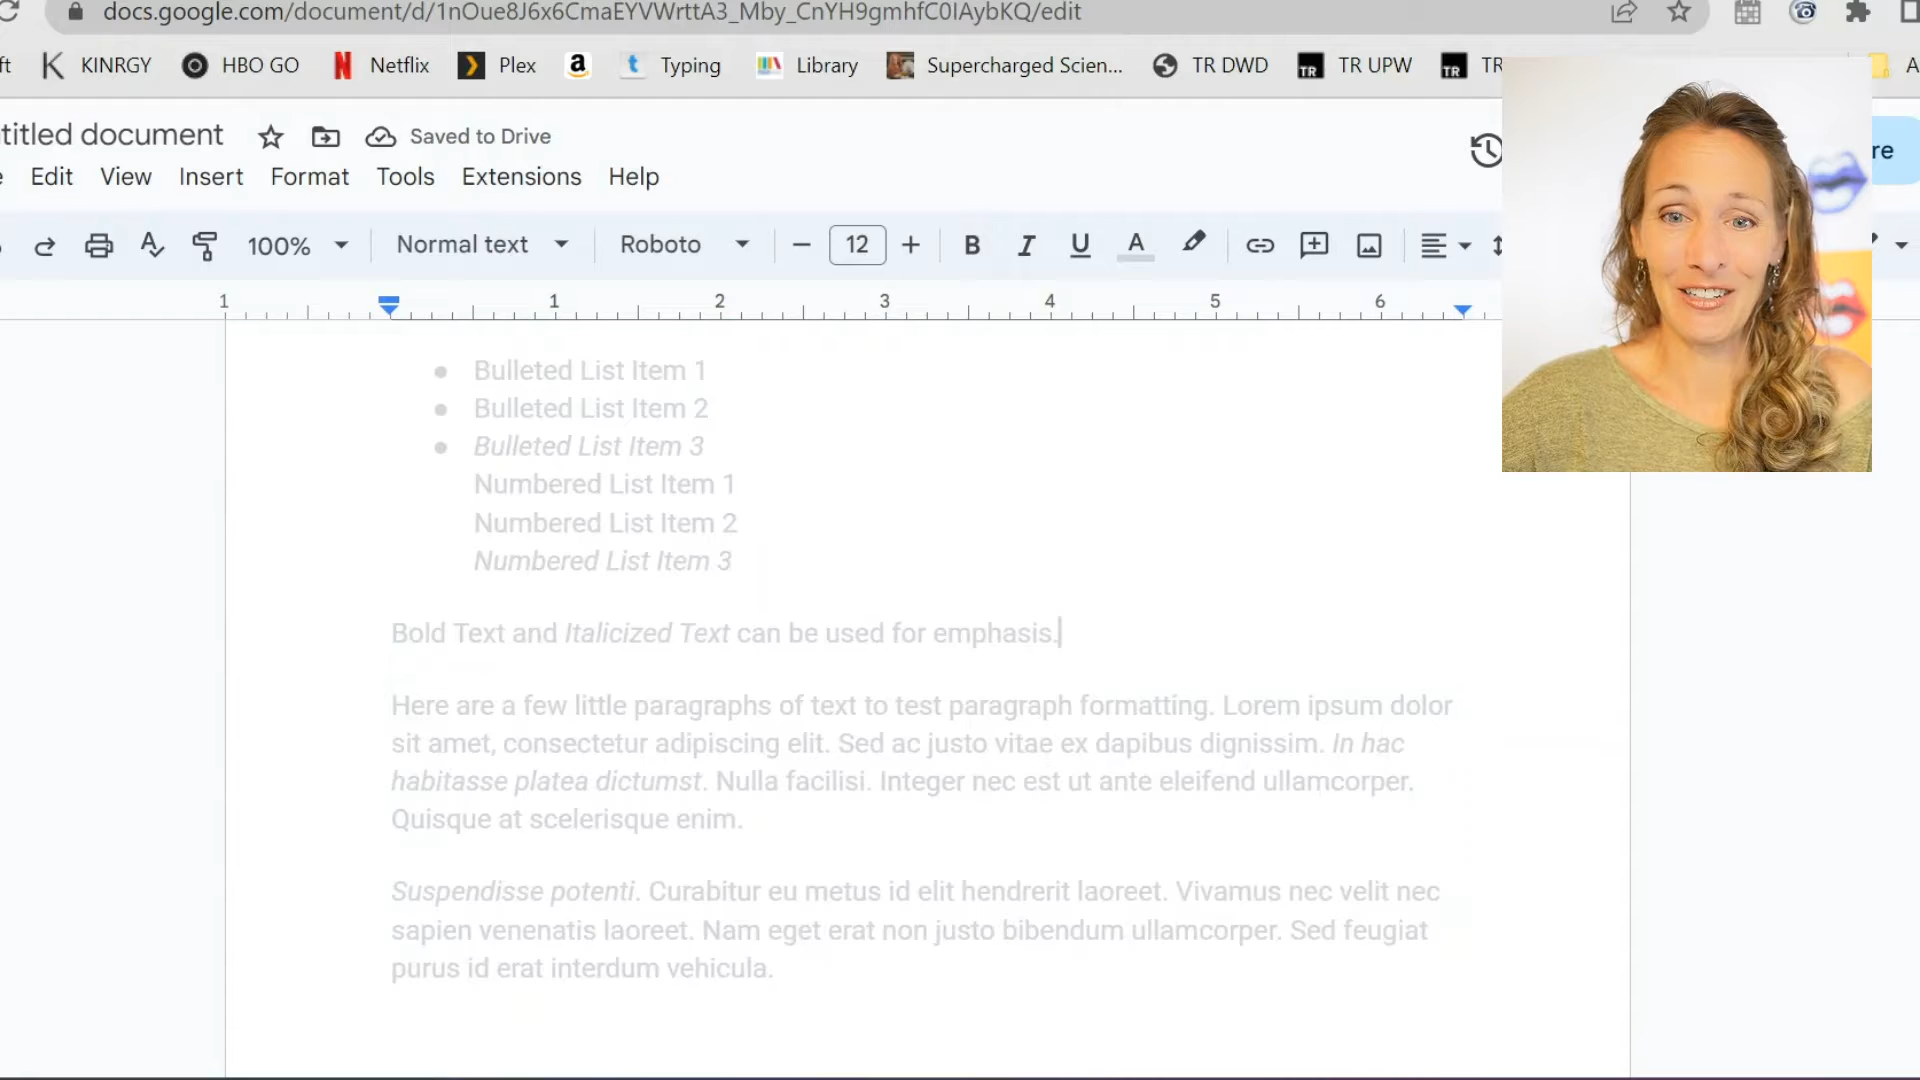 docs.google.com/document/d/1nOue8J6x6CmaEYVWrttA3_Mby_CnYH9gmhfC0IAybKQ/edit
ft KINRGY HBO GO Netflix Plex a t Typing Library Supercharged Scien... TR TR DWD TR TR UPW TR TR A
titled document Saved to Drive re
e Edit View Insert Format Tools Extensions Help
100% Normal text Roboto 12 B I U A
1 1 2 3 4 5 6
Bulleted List Item 1
Bulleted List Item 2
Bulleted List Item 3
Numbered List Item 1
Numbered List Item 2
Numbered List Item 3
Bold Text and Italicized Text can be used for emphasis.
Here are a few little paragraphs of text to test paragraph formatting. Lorem ipsum dolor
sit amet, consectetur adipiscing elit. Sed ac justo vitae ex dapibus dignissim. In hac
habitasse platea dictumst. Nulla facilisi. Integer nec est ut ante eleifend ullamcorper.
Quisque at scelerisque enim.
Suspendisse potenti. Curabitur eu metus id elit hendrerit laoreet. Vivamus nec velit nec
sapien venenatis laoreet. Nam eget erat non justo bibendum ullamcorper. Sed feugiat
purus id erat interdum vehicula.